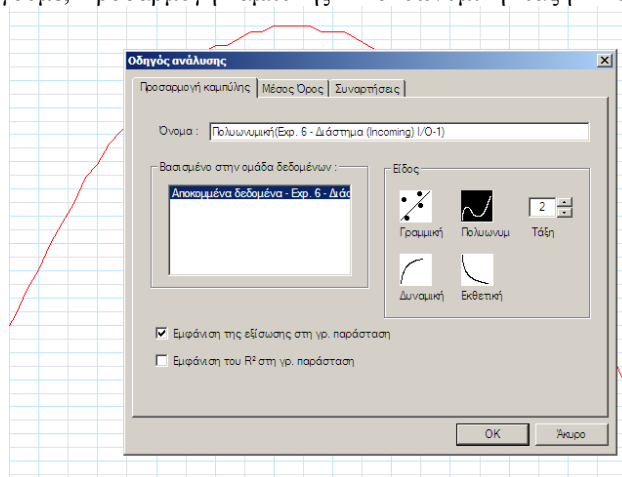 Οδηγός ανάλυσης
Προσαρμογή καμπύλης Μέσος Όρος Συναρτήσεις
Όνομα : Πολυωνυμική(Exp. 6 - Διάστημα (Incoming) I/O-1)
Βασισμένο στην ομάδα δεδομένων :
Αποκομμένα δεδομένα - Exp. 6 - Διάσ
Είδος
Γραμμική Πολυωνυμ 2 Τάξη
Δυναμική Εκθετική
Εμφάνιση της εξίσωσης στη γρ. παράσταση
Εμφάνιση του R² στη γρ. παράσταση
OK Άκυρο